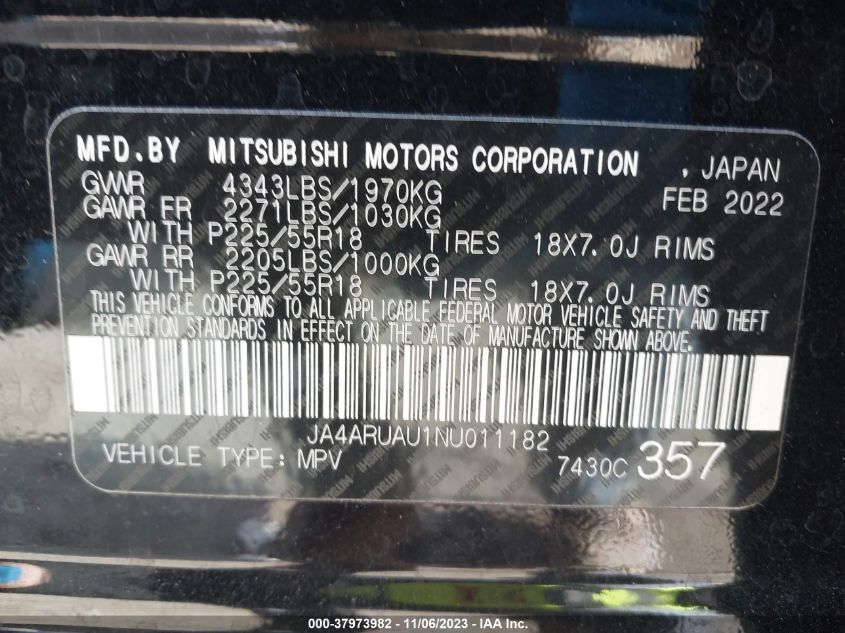 MFD.BY MITSUBISHI MOTORS CORPORATION , JAPAN
GVWR 4343LBS/1970KG FEB 2022
GAWR FR 2271LBS/1030KG
WITH P225/55R18 TIRES 18X7.0J RIMS
GAWR RR 2205LBS/1000KG
WITH P225/55R18 TIRES 18X7.0J RIMS
THIS VEHICLE CONFORMS TO ALL APPLICABLE FEDERAL MOTOR VEHICLE SAFETY AND THEFT
PREVENTION STANDARDS IN EFFECT ON THE DATE OF MANUFACTURE SHOWN ABOVE.
JA4ARUAU1NU011182
VEHICLE TYPE: MPV 7430C 357
000-37973982 - 11/06/2023 - IAA Inc.